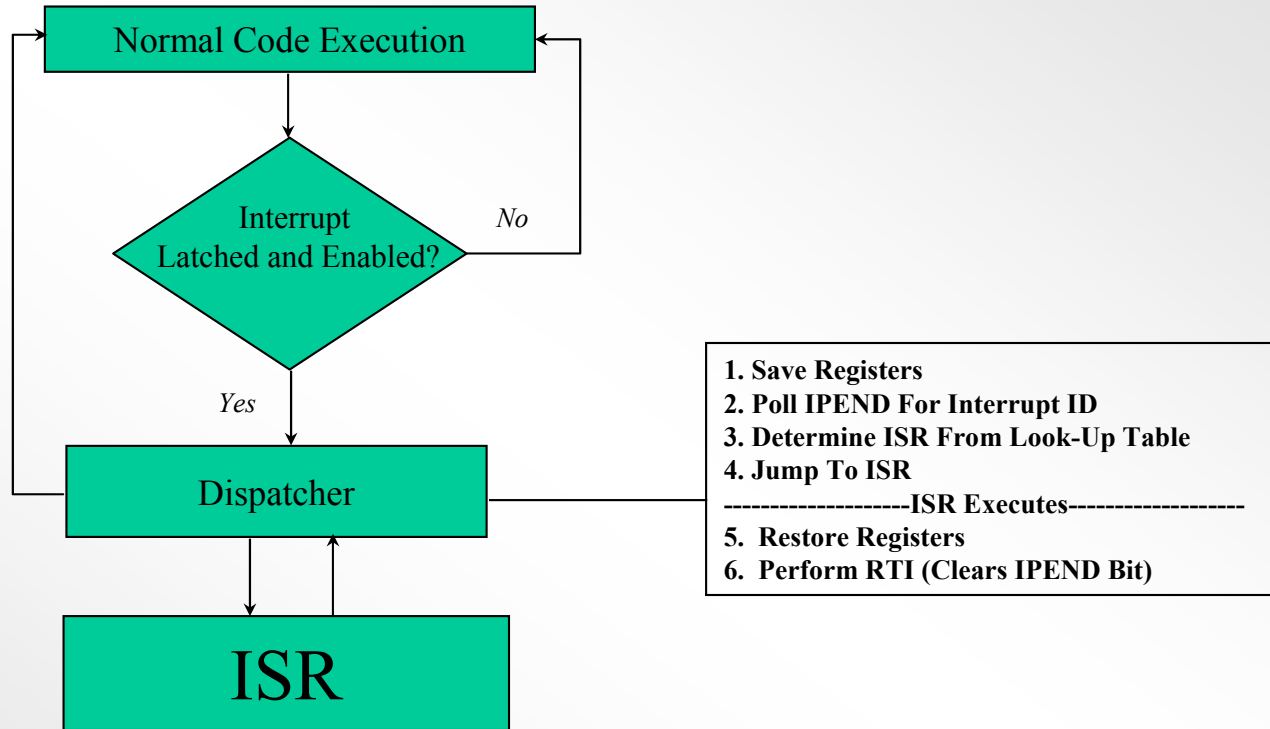 Normal Code Execution
Interrupt
Latched and Enabled?
No
Yes
Dispatcher
ISR
1. Save Registers
2. Poll IPEND For Interrupt ID
3. Determine ISR From Look-Up Table
4. Jump To ISR
--------------------ISR Executes-------------------
5. Restore Registers
6. Perform RTI (Clears IPEND Bit)